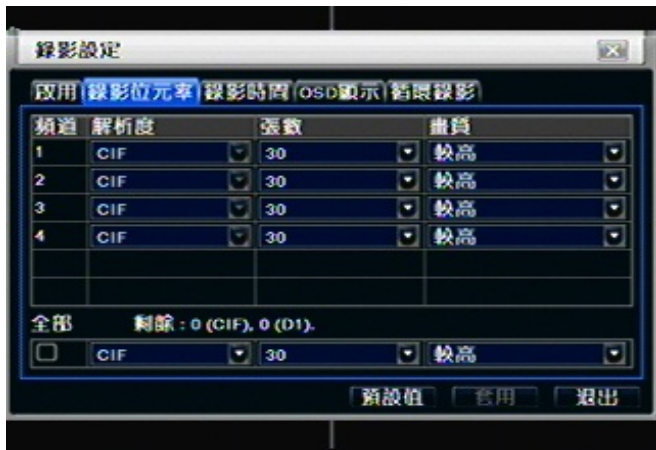 錄影設定
啟用 錄影位元率 錄影時間 OSD顯示 循環錄影
頻道 解析度 張數 畫質
1 CIF 30 較高
2 CIF 30 較高
3 CIF 30 較高
4 CIF 30 較高
全部 剩餘 : 0 (CIF), 0 (D1).
CIF 30 較高
預設值 套用 退出